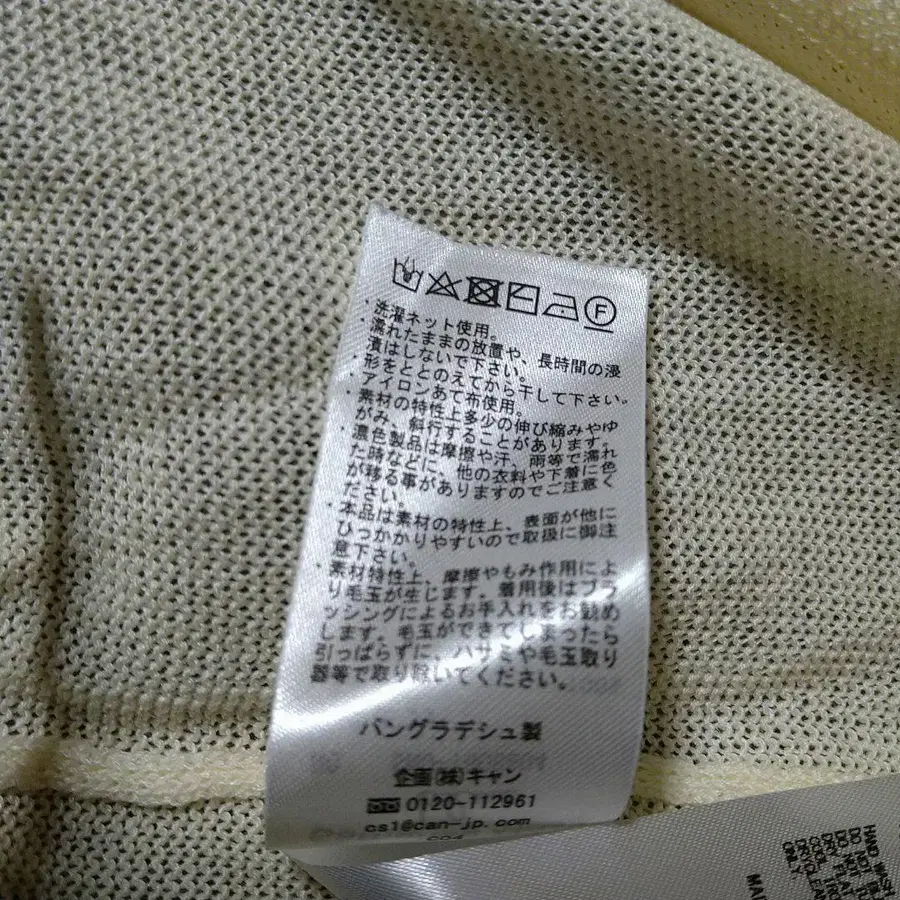 F
・洗濯ネット使用。
・濡れたままの放置や、長時間の浸
漬はしないで下さい。
・形をととのえてから干して下さい。
・アイロンあて布使用。
・素材の特性上多少の伸び縮みやゆ
がみ、斜行することがあります。
・濃色製品は摩擦や汗、雨等で濡れ
た時などに、他の衣料や下着に色
が移る事がありますのでご注意く
ださい。
・本品は素材の特性上、表面が他に
ひっかかりやすいので取扱に御注
意下さい。
・素材特性上、摩擦やもみ作用によ
り毛玉が生じます。着用後はブラ
ッシングによるお手入れをお勧め
します。毛玉ができてしまったら
引っぱらずに、ハサミや毛玉取り
器等で取り除いてください。
バングラデシュ製
企画(株)キャン
0120-112961
cs1@can-jp.com
HAND WASH
DO NOT
DO NOT
DRY FLAT
COOL
DRYCLEAN
ONLY